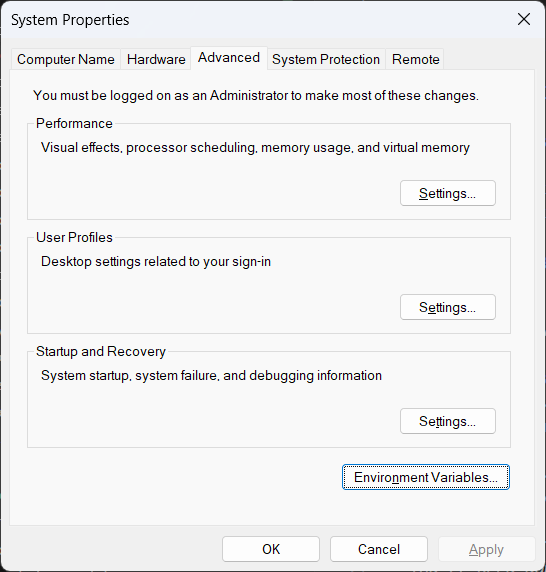 System Properties
Computer Name Hardware Advanced System Protection Remote
You must be logged on as an Administrator to make most of these changes.
Performance
Visual effects, processor scheduling, memory usage, and virtual memory
Settings...
User Profiles
Desktop settings related to your sign-in
Settings...
Startup and Recovery
System startup, system failure, and debugging information
Settings...
Environment Variables...
OK Cancel Apply